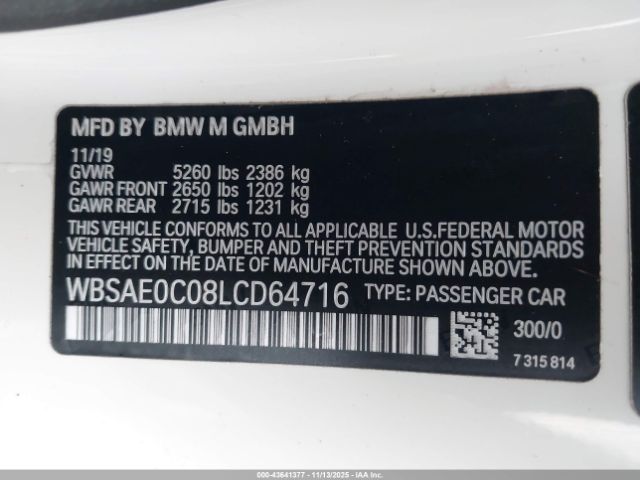 MFD BY BMW M GMBH
11/19
GVWR 5260 lbs 2386 kg
GAWR FRONT 2650 lbs 1202 kg
GAWR REAR 2715 lbs 1231 kg
THIS VEHICLE CONFORMS TO ALL APPLICABLE U.S.FEDERAL MOTOR
VEHICLE SAFETY, BUMPER AND THEFT PREVENTION STANDARDS
IN EFFECT ON THE DATE OF MANUFACTURE SHOWN ABOVE.
WBSAE0C08LCD64716 TYPE: PASSENGER CAR
300/0
7 315 814
000-43641377 - 11/13/2025 - IAAI.COM